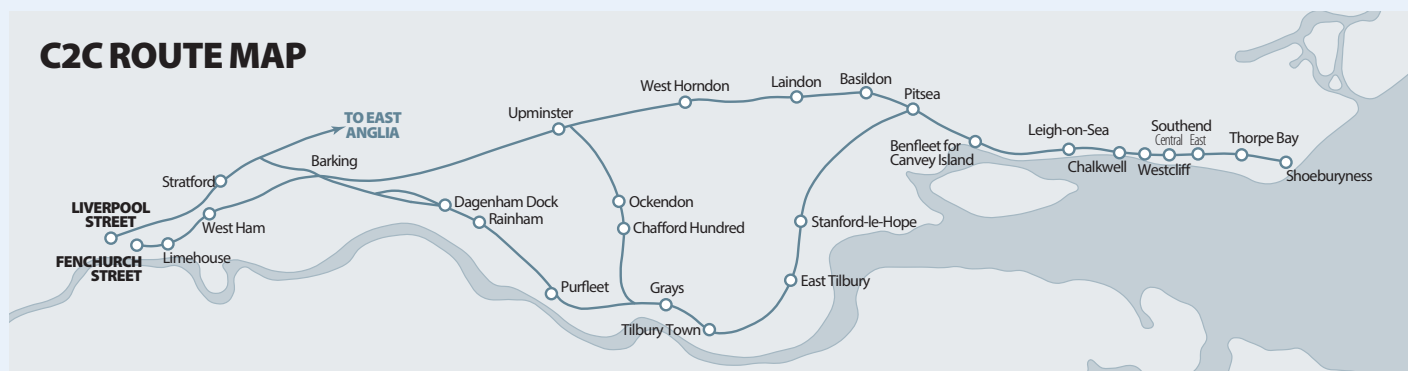 C2C ROUTE MAP
TO EAST
ANGLIA
Stratford
Barking
LIVERPOOL
STREET
FENCHURCH
STREET
Limehouse
West Ham
Upminster
West Horndon
Laindon
Basildon
Pitsea
Benfleet for
Canvey Island
Leigh-on-Sea
Chalkwell
Westcliff
Southend
Central East
Thorpe Bay
Shoeburyness
Dagenham Dock
Rainham
Purfleet
Ockendon
Chafford Hundred
Grays
Tilbury Town
East Tilbury
Stanford-le-Hope